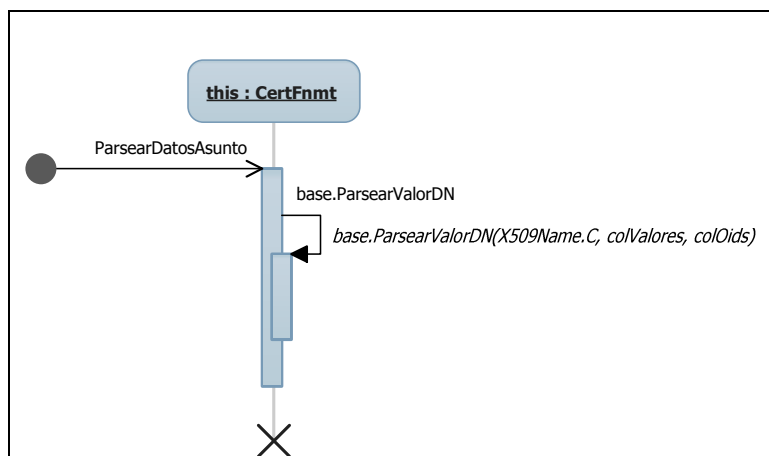 this : CertFnmt
ParsearDatosAsunto
base.ParsearValorDN
base.ParsearValorDN(X509Name.C, colValores, colOids)